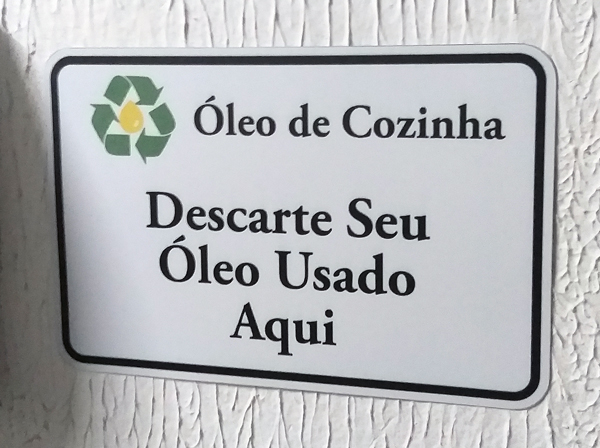 Óleo de Cozinha
Descarte Seu
Óleo Usado
Aqui